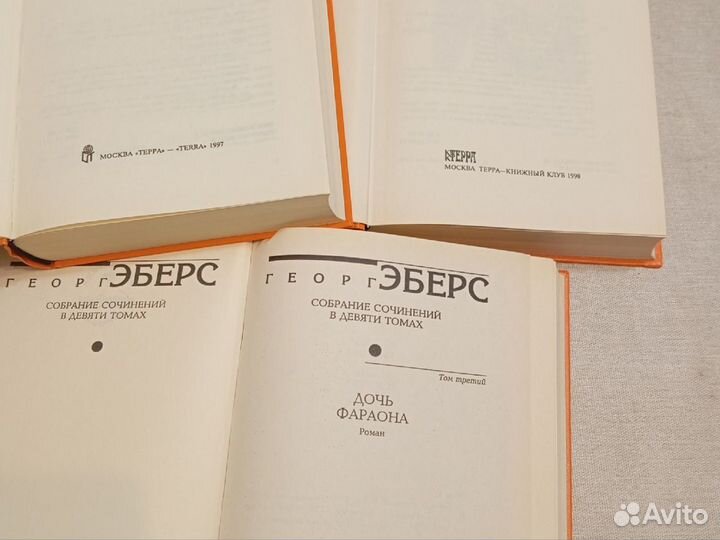 МОСКВА «ТЕРРА» — «TERRA» 1997
ТЕРРА
МОСКВА ТЕРРА—КНИЖНЫЙ КЛУБ 1998
ГЕОРГ ЭБЕРС
СОБРАНИЕ СОЧИНЕНИЙ
В ДЕВЯТИ ТОМАХ
ГЕОРГ ЭБЕРС
СОБРАНИЕ СОЧИНЕНИЙ
В ДЕВЯТИ ТОМАХ
Том третий
ДОЧЬ
ФАРАОНА
Роман
Avito